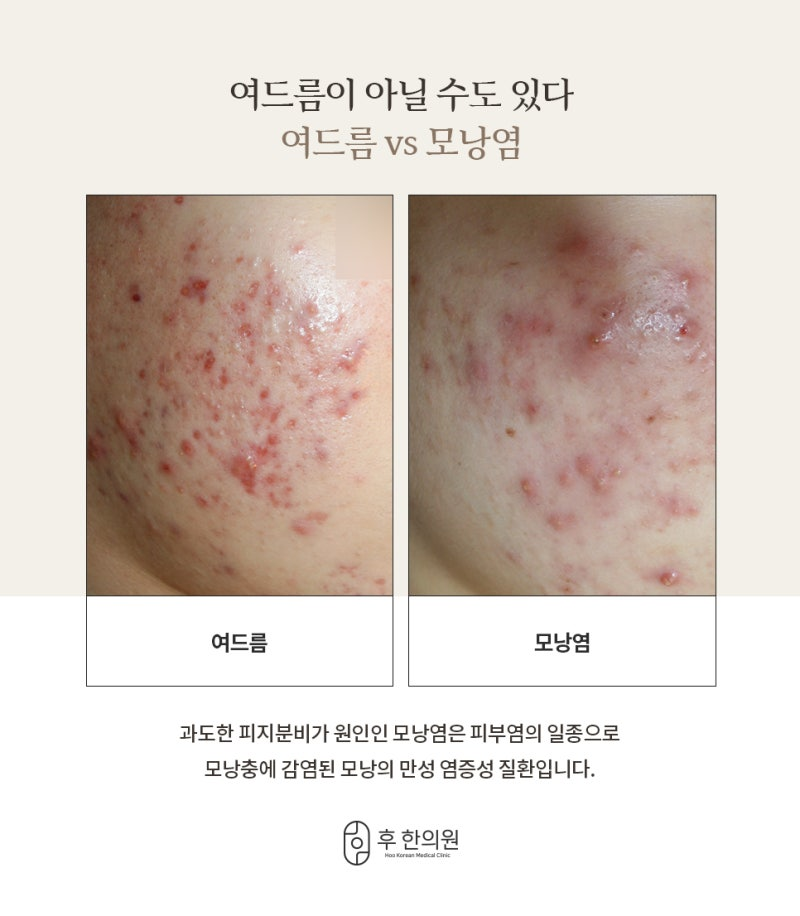 여드름이 아닐 수도 있다
여드름 vs 모낭염
여드름
모낭염
과도한 피지분비가 원인인 모낭염은 피부염의 일종으로
모낭충에 감염된 모낭의 만성 염증성 질환입니다.
후 한의원
Hoo Korean Medical Clinic